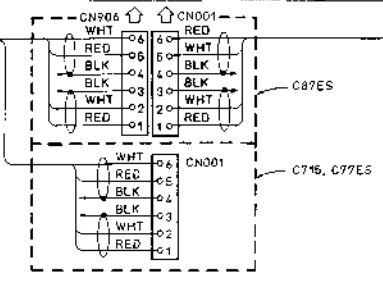 CN906 CN001
WHT 6 6 RED
RED 5 5 WHT
BLK 4 4 BLK
BLK 3 3 BLK
WHT 2 2 WHT
RED 1 1 RED
C87ES
WHT 6 CN001
RED 5
BLK 4
BLK 3
WHT 2
RED 1
C715, C77ES